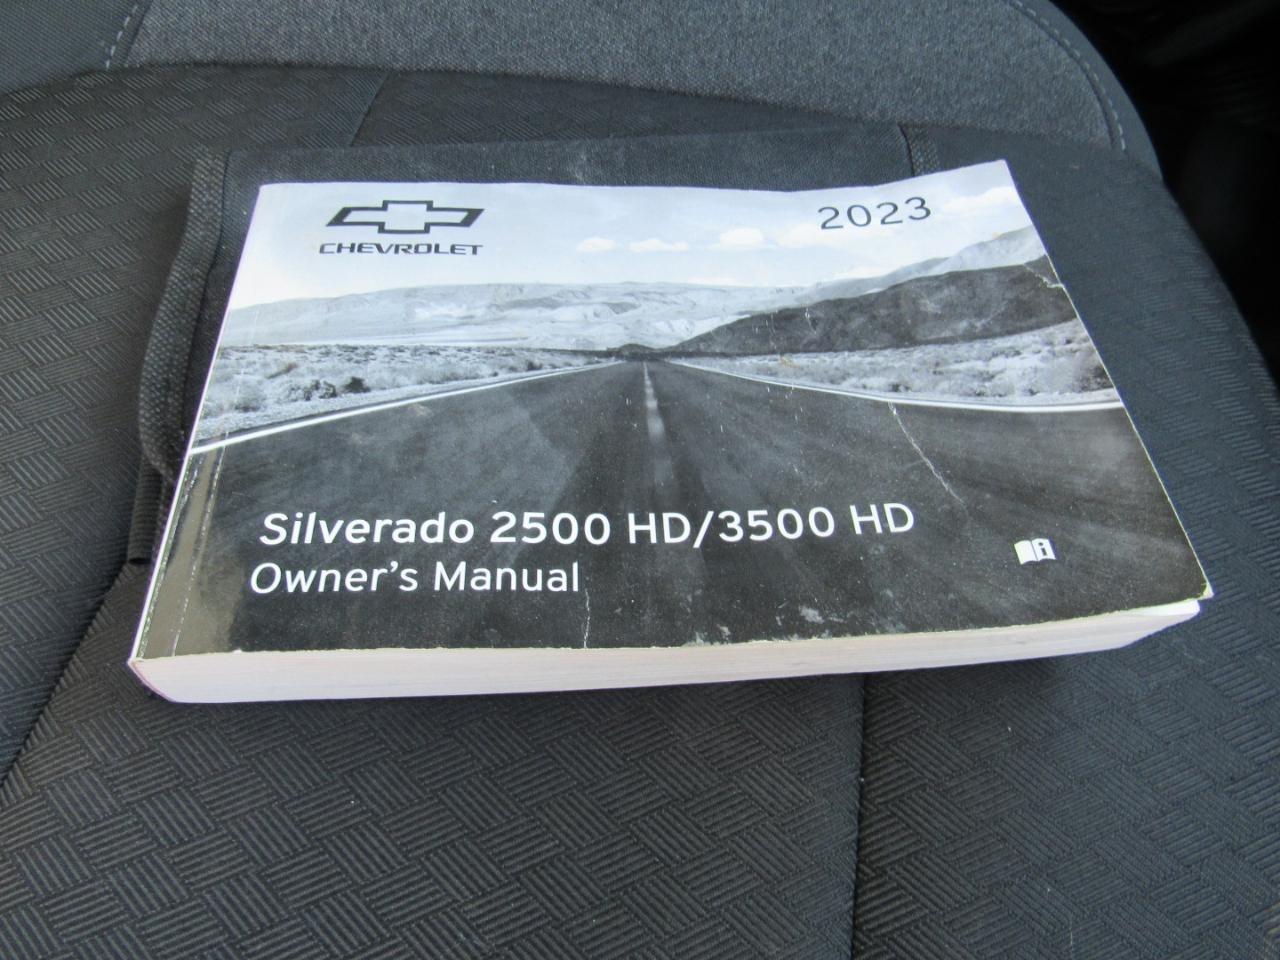 CHEVROLET
2023
Silverado 2500 HD/3500 HD
Owner's Manual